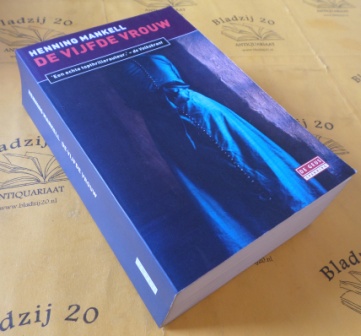 Bladzij 20
ANTIQUARIAAT
HENNING MANKELL
DE VIJFDE VROUW
'Een echte topthrillerauteur' - de Volkskrant
HENNING MANKELL DE VIJFDE VROUW
DE GEUS
ANTIQUARIAAT
www.bladzij20.nl
Bladzij 20
Bladzij 20